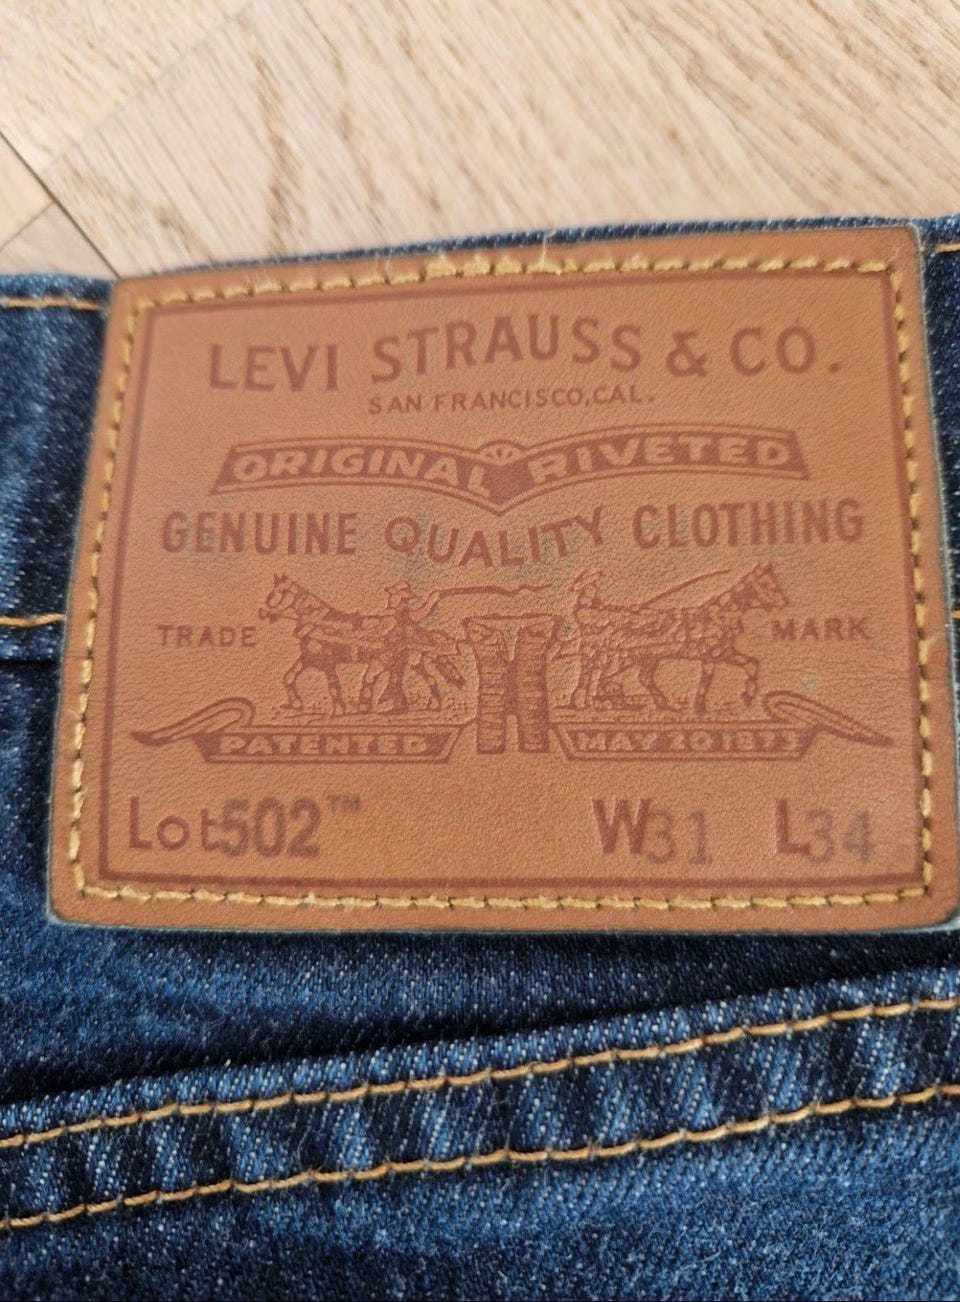 LEVI STRAUSS & CO.
SAN FRANCISCO, CAL.
ORIGINAL RIVETED
GENUINE QUALITY CLOTHING
TRADE MARK
PATENTED MAY 20 1873
Lot 502™ W31 L34